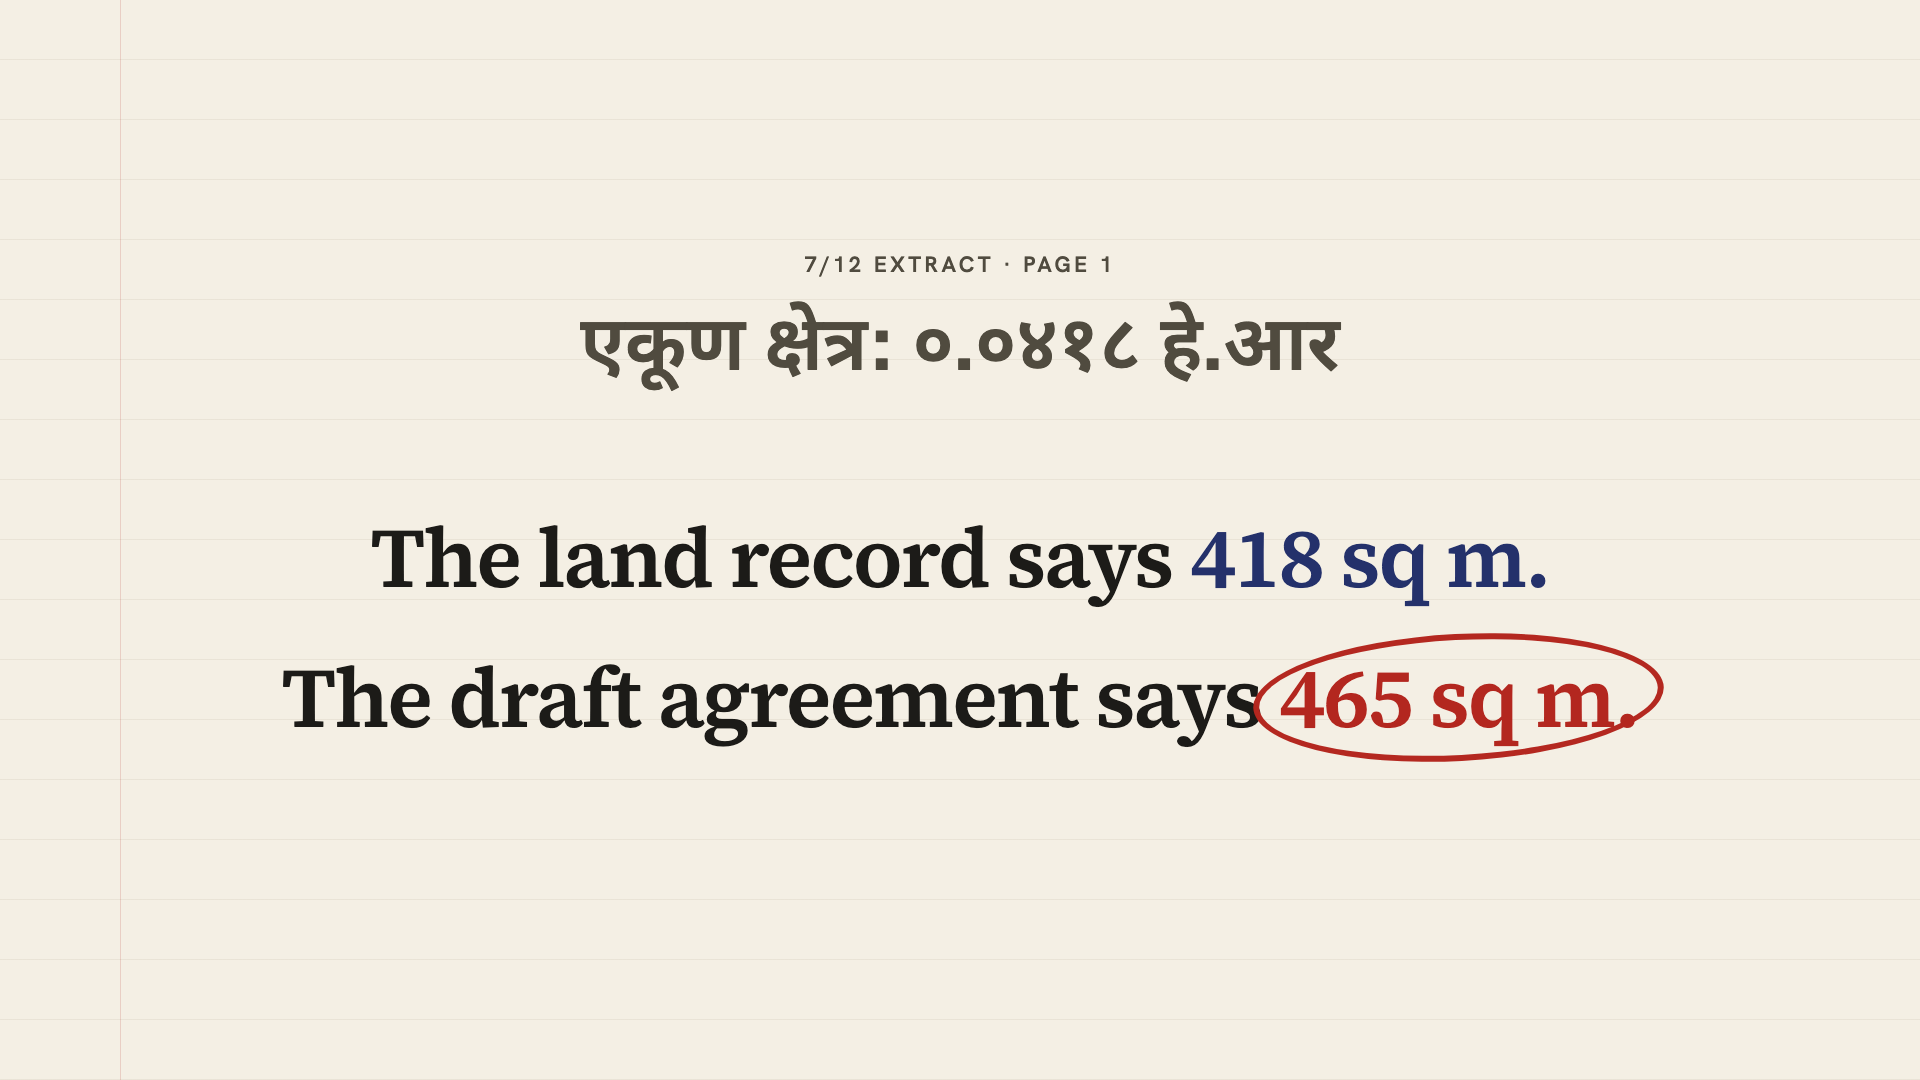 7/12 EXTRACT · PAGE 1
एकूण क्षेत्र: ०.०४१८ हे.आर
The land record says 418 sq m.
The draft agreement says 465 sq m.